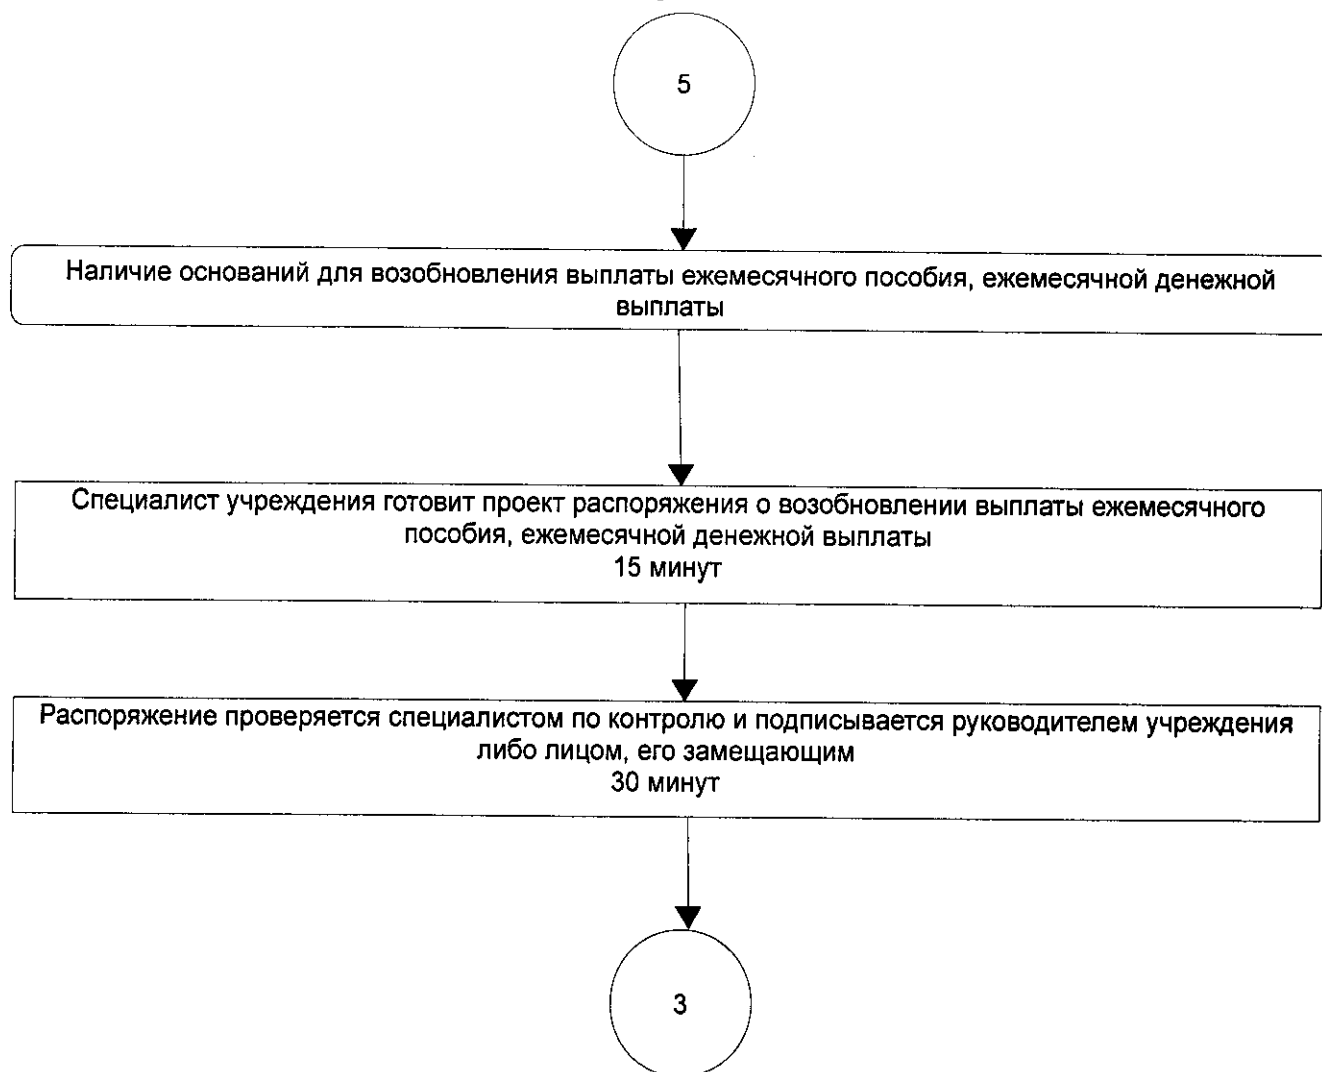 5
Наличие оснований для возобновления выплаты ежемесячного пособия, ежемесячной денежной
выплаты
Специалист учреждения готовит проект распоряжения о возобновлении выплаты ежемесячного
пособия, ежемесячной денежной выплаты
15 минут
Распоряжение проверяется специалистом по контролю и подписывается руководителем учреждения
либо лицом, его замещающим
30 минут
3